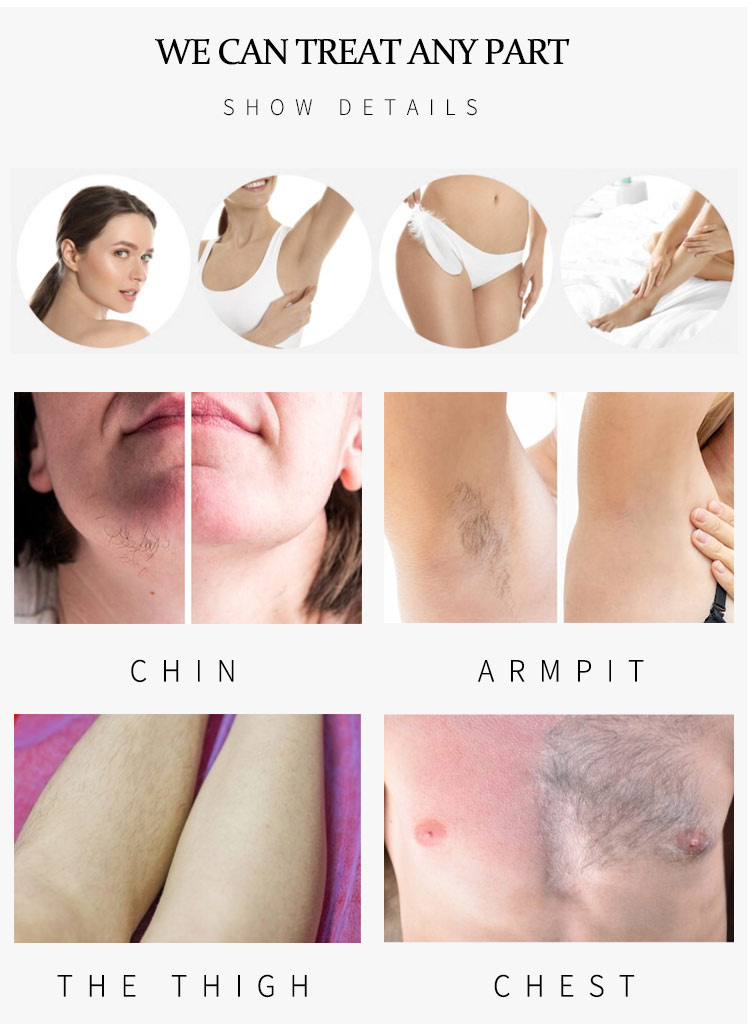 WE CAN TREAT ANY PART
SHOW DETAILS
CHIN
ARMPIT
THE THIGH
CHEST